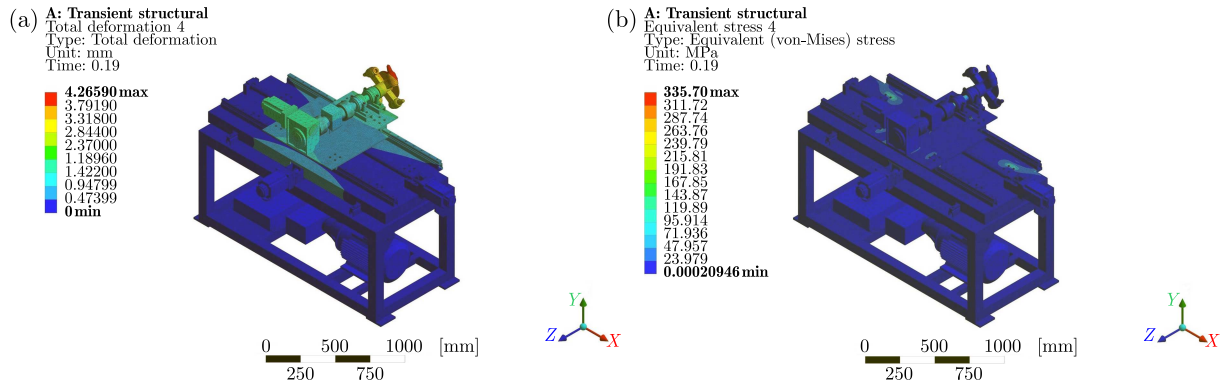 (a)
A: Transient structural
Total deformation 4
Type: Total deformation
Unit: mm
Time: 0.19
4.26590 max
3.79190
3.31800
2.84400
2.37000
1.18960
1.42200
0.94799
0.47399
0 min
Y
Z
X
0 500 1000 [mm]
250 750
(b)
A: Transient structural
Equivalent stress 4
Type: Equivalent (von-Mises) stress
Unit: MPa
Time: 0.19
335.70 max
311.72
287.74
263.76
239.79
215.81
191.83
167.85
143.87
119.89
95.914
71.936
47.957
23.979
0.00020946 min
Y
Z
X
0 500 1000 [mm]
250 750